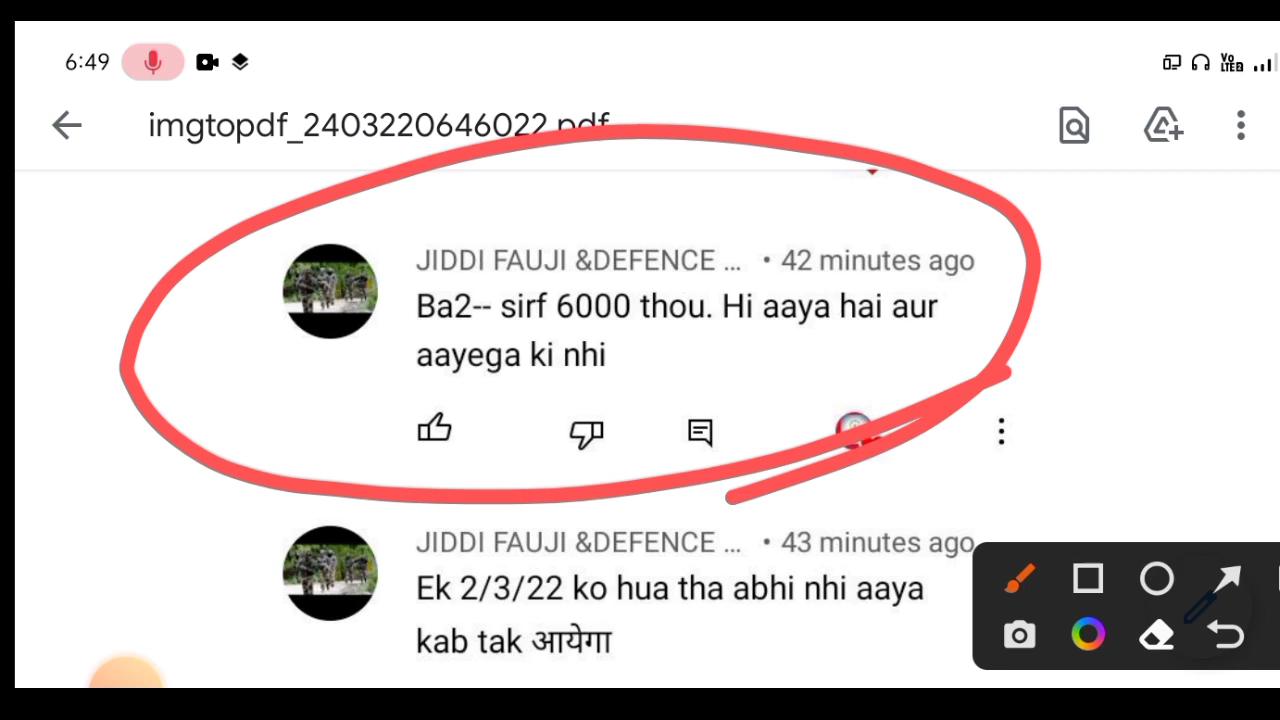 6:49
Vo LTE2
imgtopdf_2403220646022.pdf
JIDDI FAUJI &DEFENCE ... • 42 minutes ago
Ba2-- sirf 6000 thou. Hi aaya hai aur
aayega ki nhi
JIDDI FAUJI &DEFENCE ... • 43 minutes ago
Ek 2/3/22 ko hua tha abhi nhi aaya
kab tak आयेगा